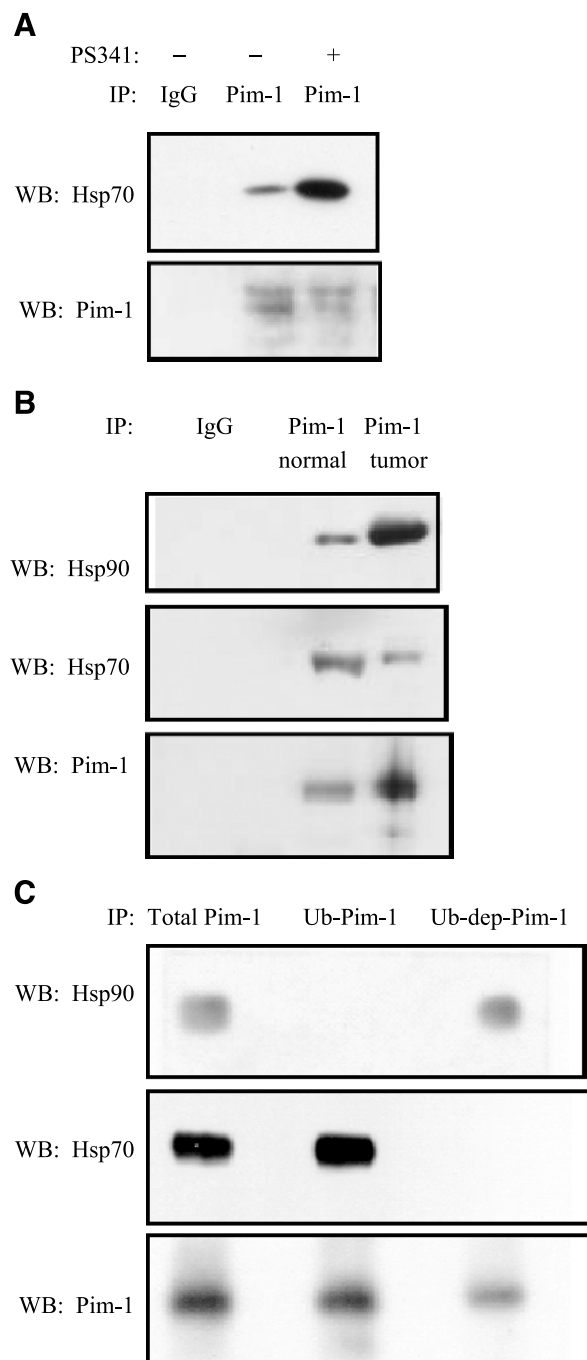 A
PS341: – – +
IP: IgG Pim-1 Pim-1
WB: Hsp70
WB: Pim-1
B
IP: IgG Pim-1 Pim-1
normal tumor
WB: Hsp90
WB: Hsp70
WB: Pim-1
C
IP: Total Pim-1 Ub-Pim-1 Ub-dep-Pim-1
WB: Hsp90
WB: Hsp70
WB: Pim-1